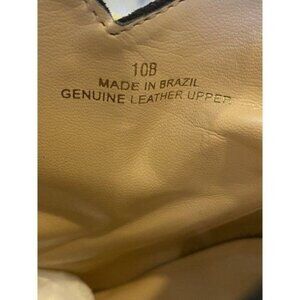 10B
MADE IN BRAZIL
GENUINE LEATHER UPPER